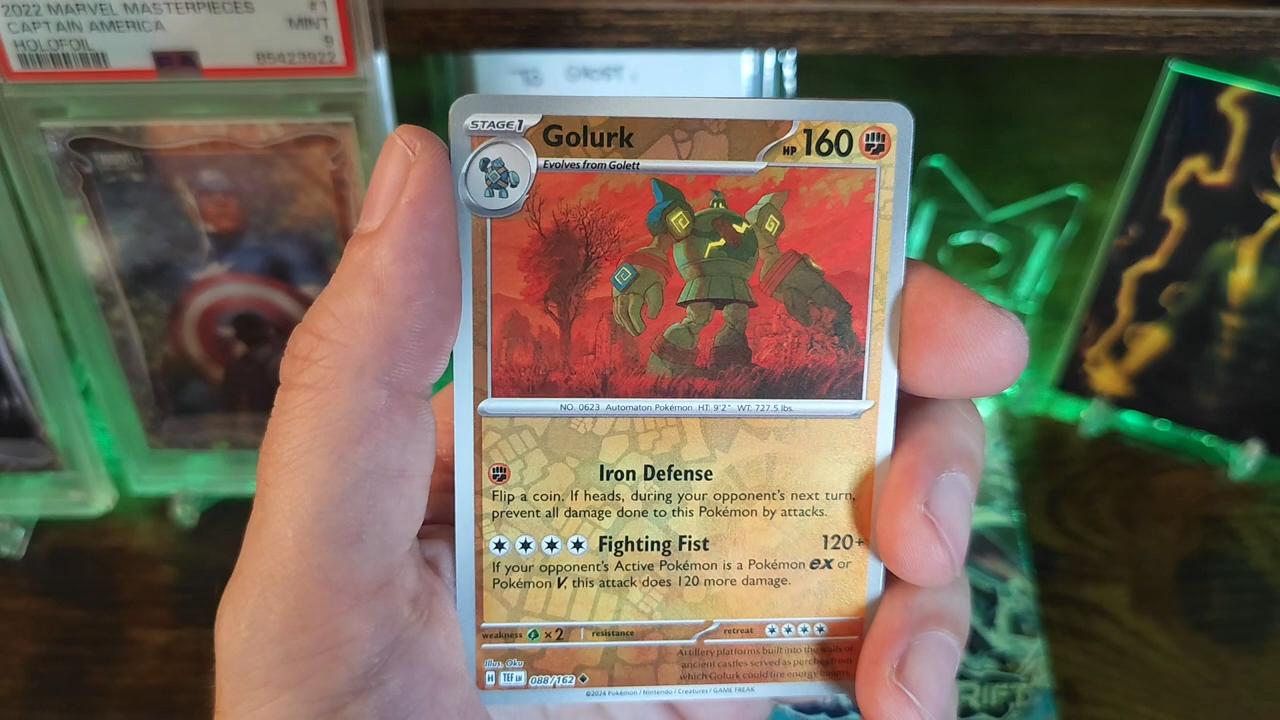 2022 MARVEL MASTERPIECES #1
CAPTAIN AMERICA MINT
HOLOFOIL 9
85423922
STAGE1
Golurk
HP 160
Evolves from Golett
NO. 0623 Automaton Pokémon HT: 9'2" WT: 727.5 lbs.
Iron Defense
Flip a coin. If heads, during your opponent's next turn,
prevent all damage done to this Pokémon by attacks.
Fighting Fist 120+
If your opponent's Active Pokémon is a Pokémon ex or
Pokémon V, this attack does 120 more damage.
weakness ×2 resistance retreat
Artillery platforms built into the walls of
ancient castles served as perches from
which Golurk could fire energy beams.
Illus. Oku
H TEF EN 088/162
©2024 Pokémon / Nintendo / Creatures / GAME FREAK